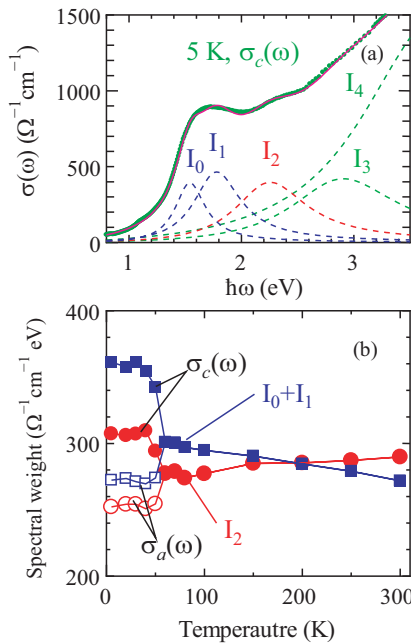 1500
1000
500
0
σ(ω) (Ω⁻¹cm⁻¹)
5 K, σc(ω)
(a)
I4
I0
I1
I2
I3
1
2
3
ħω (eV)
400
300
200
Spectral weight (Ω⁻¹cm⁻¹ eV)
(b)
σc(ω)
I0+I1
σa(ω)
I2
0
100
200
300
Temperautre (K)